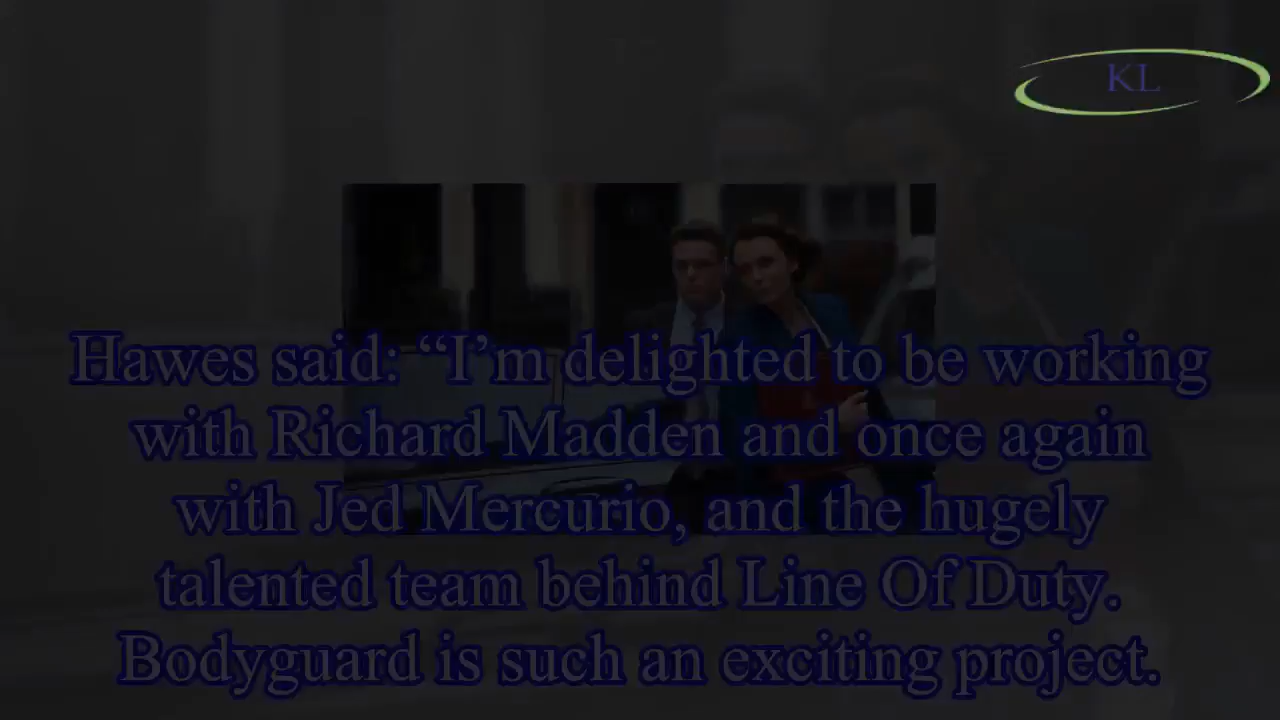 KL
Hawes said: “I’m delighted to be working
with Richard Madden and once again
with Jed Mercurio, and the hugely
talented team behind Line Of Duty.
Bodyguard is such an exciting project.